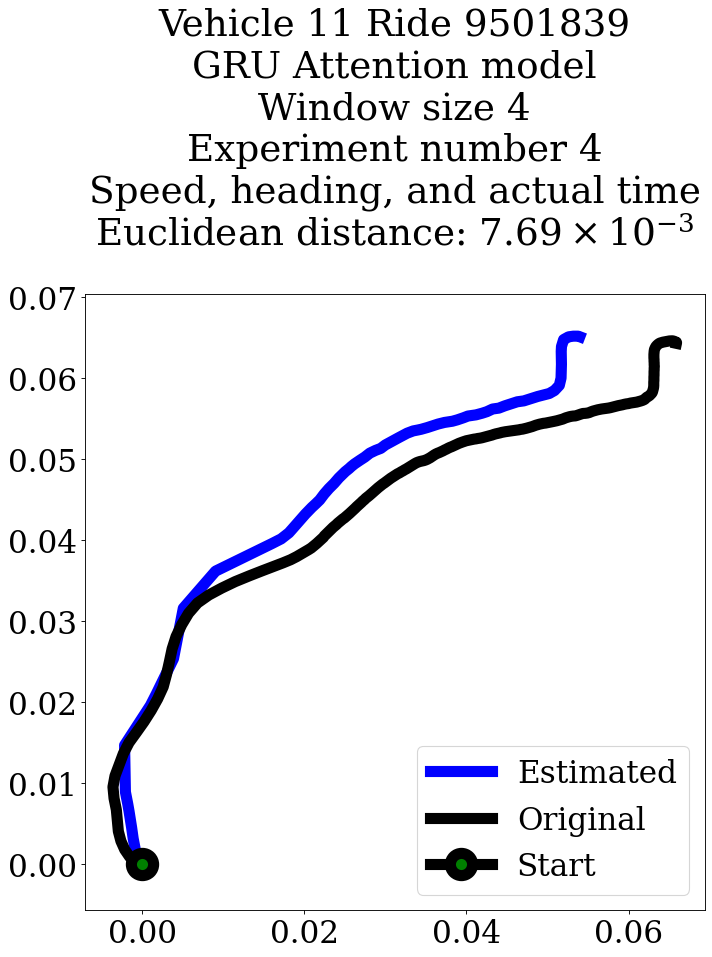 Vehicle 11 Ride 9501839
GRU Attention model
Window size 4
Experiment number 4
Speed, heading, and actual time
Euclidean distance: 7.69 × 10⁻³
0.07
0.06
0.05
0.04
0.03
0.02
0.01
0.00
Estimated
Original
Start
0.00 0.02 0.04 0.06